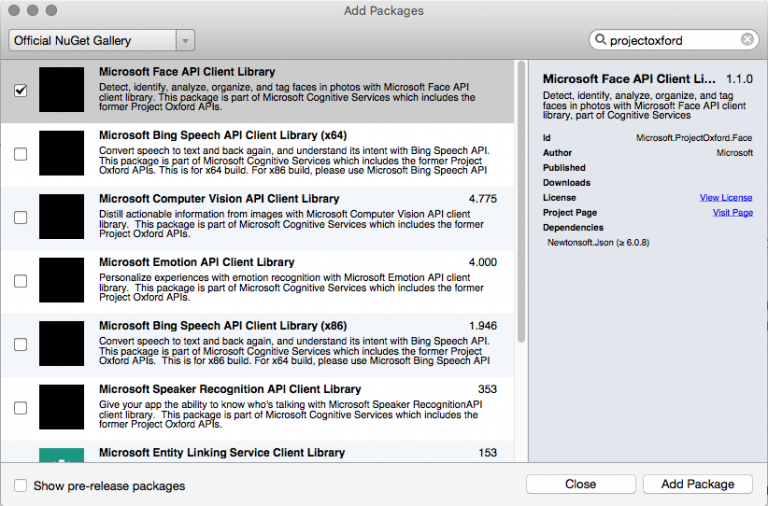 Add Packages
Official NuGet Gallery
projectoxford
Microsoft Face API Client Library
Detect, identify, analyze, organize, and tag faces in photos with Microsoft Face API
client library. This package is part of Microsoft Cognitive Services which includes the
former Project Oxford APIs.
Microsoft Bing Speech API Client Library (x64)
Convert speech to text and back again, and understand its intent with Bing Speech API.
This package is part of Microsoft Cognitive Services which includes the former Project
Oxford APIs. This is for x64 build. For x86 build, please use Microsoft Bing Speech API
Microsoft Computer Vision API Client Library 4.775
Distill actionable information from images with Microsoft Computer Vision API client
library.  This package is part of Microsoft Cognitive Services which includes the former
Project Oxford APIs.
Microsoft Emotion API Client Library 4.000
Personalize experiences with emotion recognition with Microsoft Emotion API client
library.  This package is part of Microsoft Cognitive Services which includes the former
Project Oxford APIs.
Microsoft Bing Speech API Client Library (x86) 1.946
Convert speech to text and back again, and understand its intent with Bing Speech API.
This package is part of Microsoft Cognitive Services which includes the former Project
Oxford APIs.  This is for x86 build. For x64 build, please use Microsoft Bing Speech API
Microsoft Speaker Recognition API Client Library 353
Give your app the ability to know who's talking with Microsoft Speaker RecognitionAPI
client library.  This package is part of Microsoft Cognitive Services which includes the
former Project Oxford APIs.
Microsoft Entity Linking Service Client Library 153
Microsoft Face API Client Li... 1.1.0
Detect, identify, analyze, organize, and tag
faces in photos with Microsoft Face API client
library, part of Cognitive Services
Id Microsoft.ProjectOxford.Face
Author Microsoft
Published
Downloads
License View License
Project Page Visit Page
Dependencies
Newtonsoft.Json (≥ 6.0.8)
Show pre-release packages
Close
Add Package